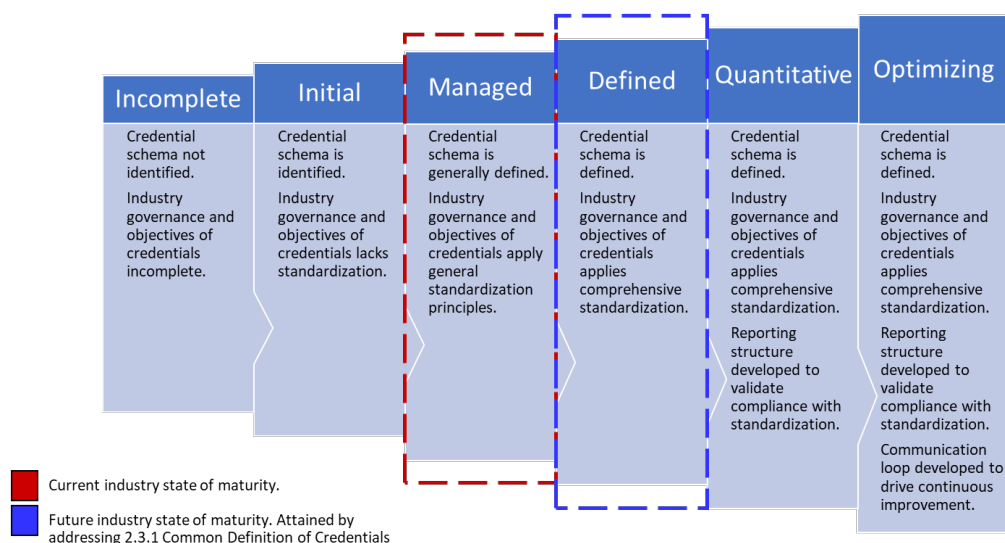 Incomplete
Credential
schema not
identified.
Industry
governance and
objectives of
credentials
incomplete.
Initial
Credential
schema is
identified.
Industry
governance and
objectives of
credentials lacks
standardization.
Managed
Credential
schema is
generally defined.
Industry
governance and
objectives of
credentials apply
general
standardization
principles.
Defined
Credential
schema is
defined.
Industry
governance and
objectives of
credentials
applies
comprehensive
standardization.
Quantitative
Credential
schema is
defined.
Industry
governance and
objectives of
credentials
applies
comprehensive
standardization.
Reporting
structure
developed to
validate
compliance with
standardization.
Optimizing
Credential
schema is
defined.
Industry
governance and
objectives of
credentials
applies
comprehensive
standardization.
Reporting
structure
developed to
validate
compliance with
standardization.
Communication
loop developed to
drive continuous
improvement.
Current industry state of maturity.
Future industry state of maturity. Attained by
addressing 2.3.1 Common Definition of Credentials